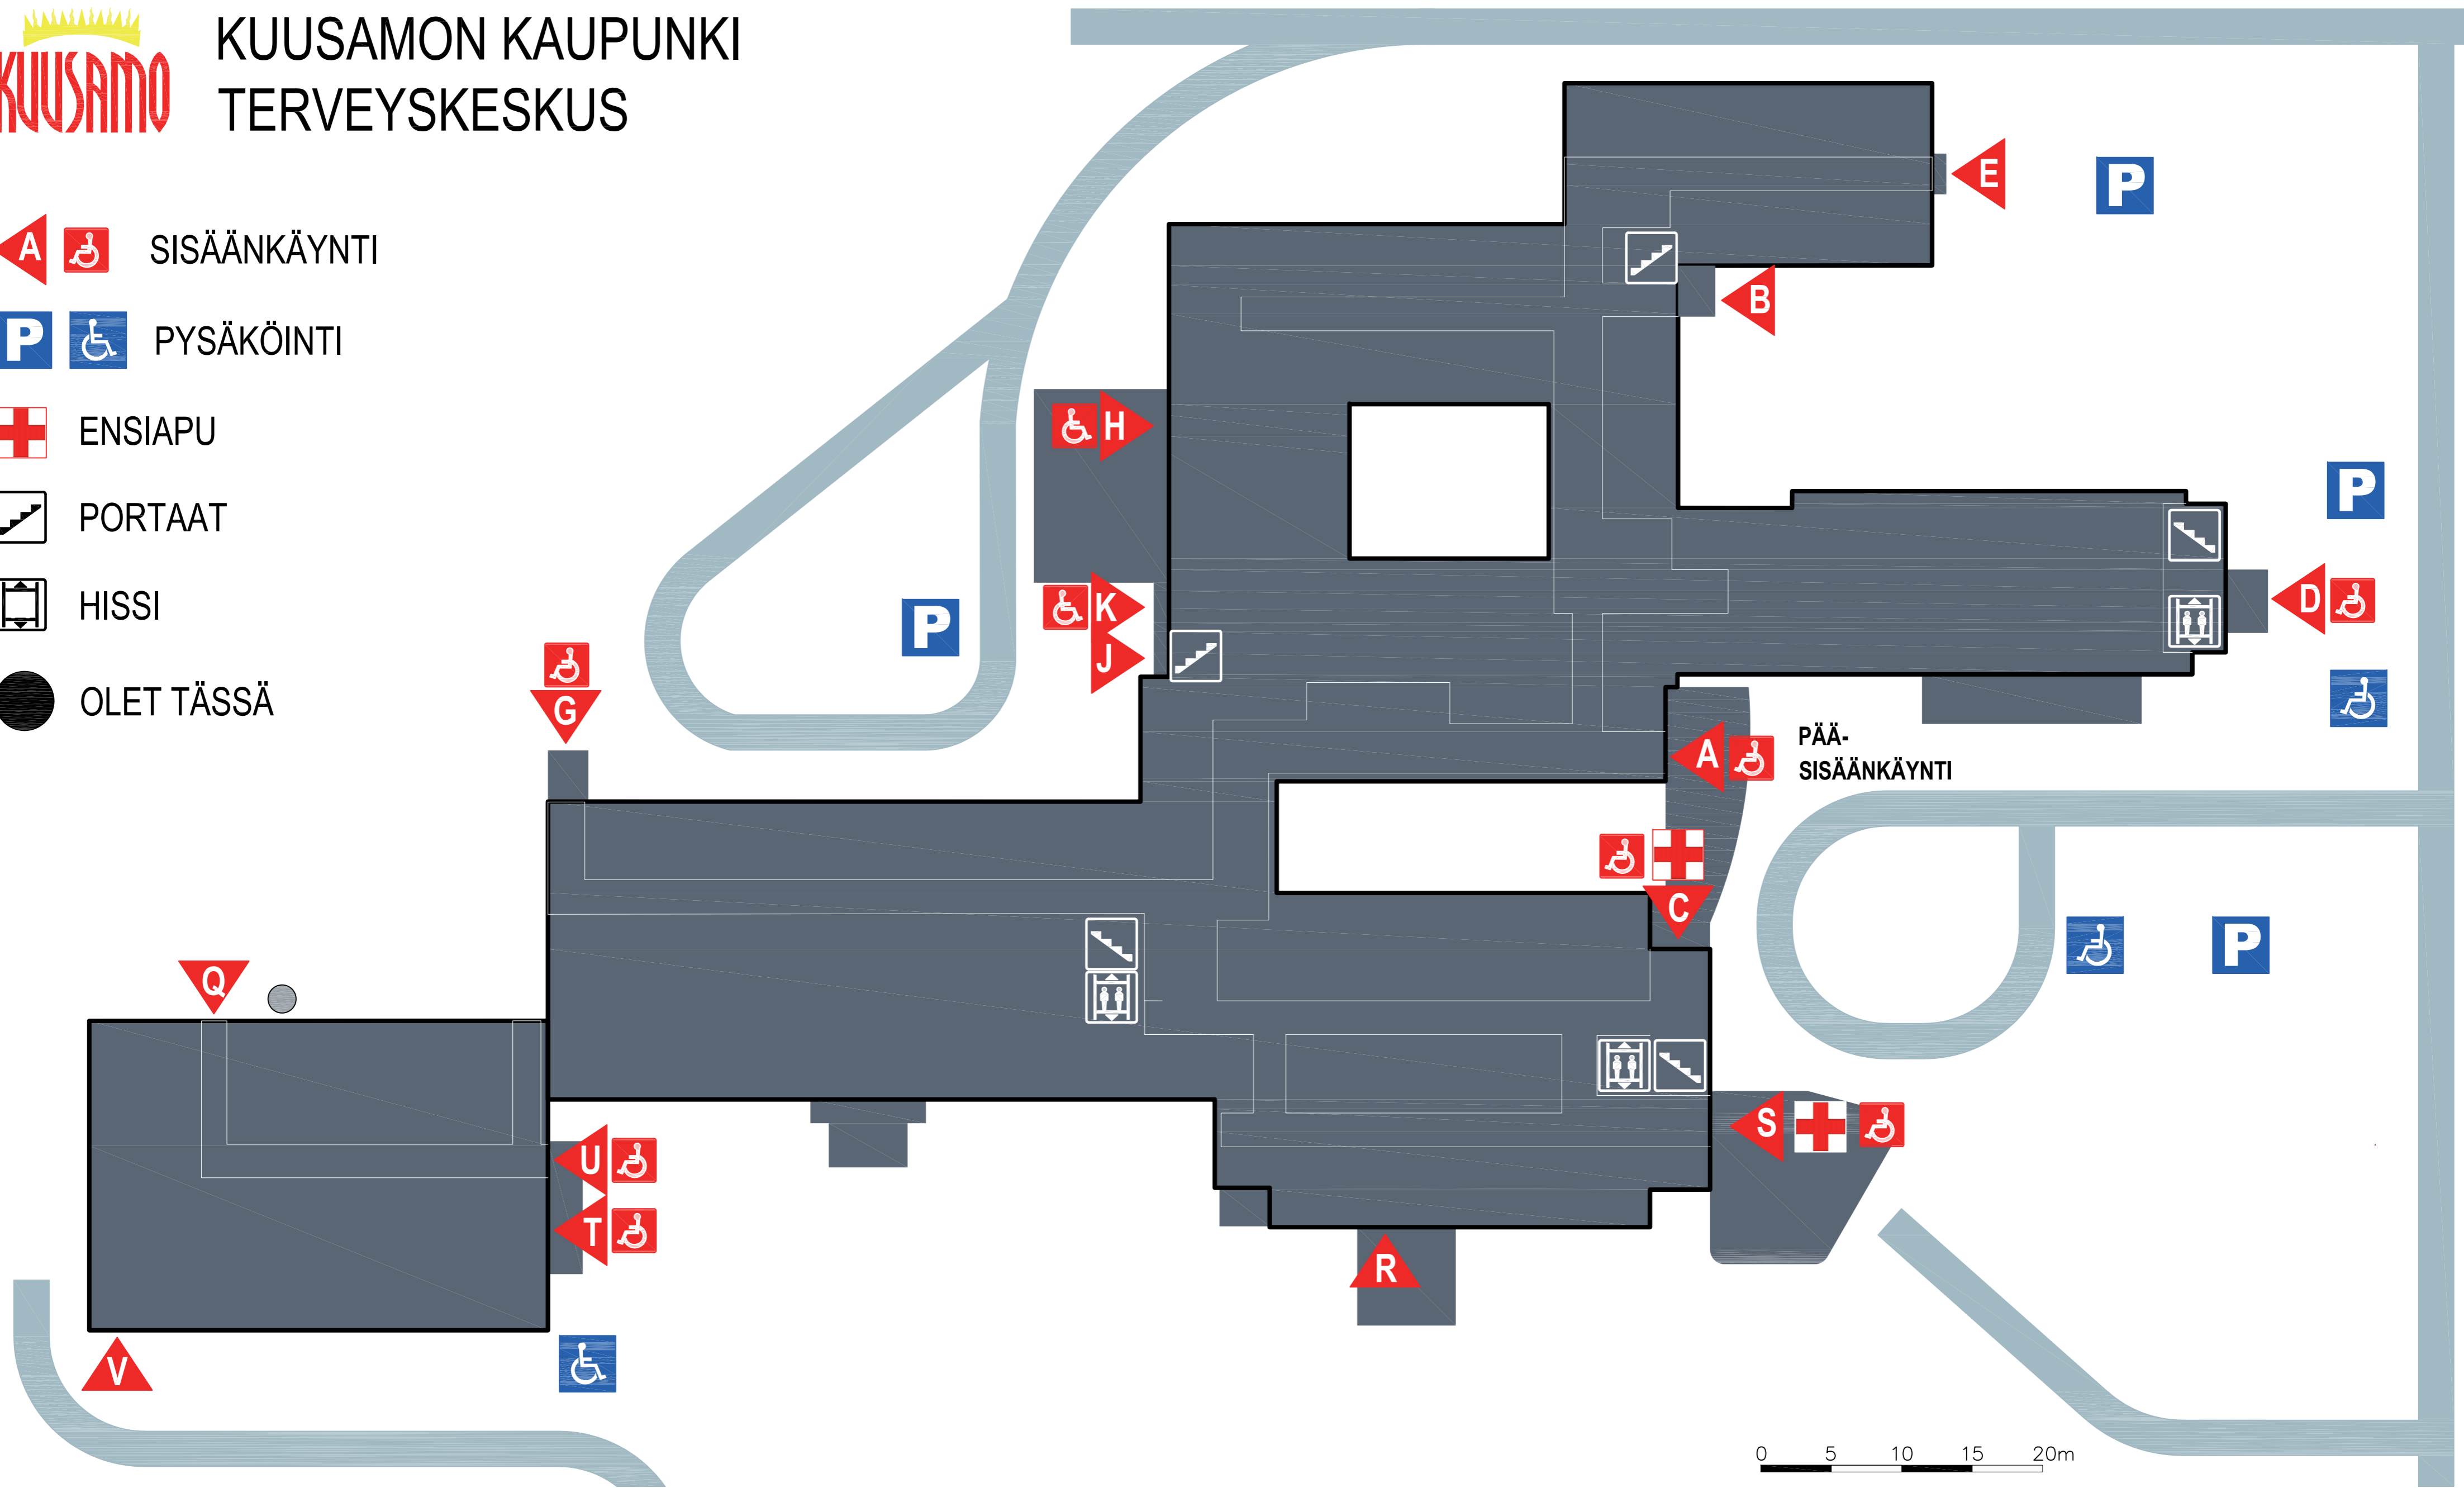 KUUSAMO
KUUSAMON KAUPUNKI
TERVEYSKESKUS
A SISÄÄNKÄYNTI
P PYSÄKÖINTI
ENSIAPU
PORTAAT
HISSI
OLET TÄSSÄ
E
P
B
H
P
K
D
P
J
G
A
PÄÄ-
SISÄÄNKÄYNTI
C
P
Q
S
U
T
R
V
0 5 10 15 20m